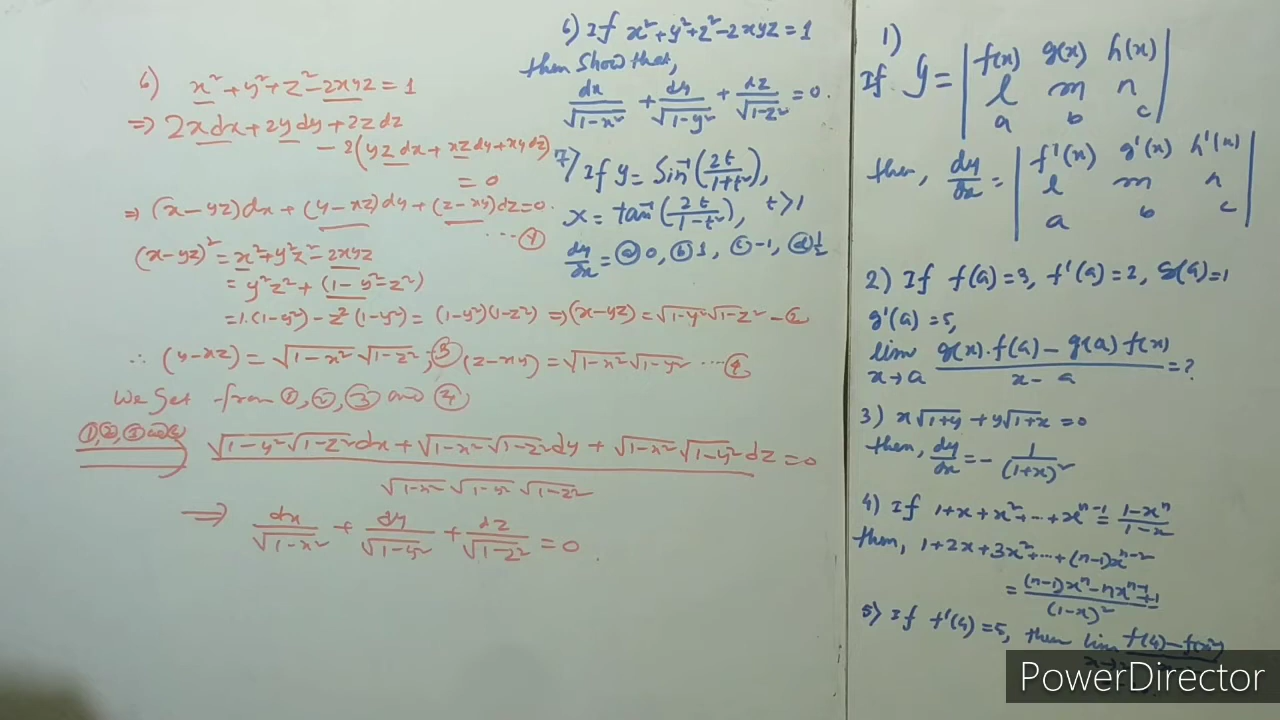 6) x² + y² + z² - 2xyz = 1
⇒ 2x dx + 2y dy + 2z dz
- 2(yz dx + xz dy + xy dz)
= 0
⇒ (x-yz)dx + (y-xz)dy + (z-xy)dz = 0.
.... ①
(x-yz)² = x² + y²z² - 2xyz
= y²z² + (1-y²-z²)
= 1.(1-y²) - z²(1-y²) = (1-y²)(1-z²) ⇒ (x-yz) = √1-y² √1-z² - ②
∴ (y-xz) = √1-x² √1-z² ; ③ (z-xy) = √1-x² √1-y² .... ④
We get from ①, ②, ③ and ④
①, ②, ③ and ④
√1-y² √1-z² dx + √1-x² √1-z² dy + √1-x² √1-y² dz = 0
√1-x² √1-y² √1-z²
⇒ dx/√1-x² + dy/√1-y² + dz/√1-z² = 0.
6) If x² + y² + z² - 2xyz = 1
then show that,
dx/√1-x² + dy/√1-y² + dz/√1-z² = 0.
7) If y = Sin⁻¹(2t/1+t²),
x = tan⁻¹(2t/1-t²), t>1
dy/dx = ⓐ 0, ⓑ 1, ⓒ -1, ⓓ 1/2
1)
If y = | f(x) g(x) h(x) |
l m n
a b c
then, dy/dx = | f'(x) g'(x) h'(x) |
l m n
a b c
2) If f(a) = 3, f'(a) = 2, g(a) = 1
g'(a) = 5,
lim x→a g(x).f(a) - g(a) f(x) / x - a = ?
3) x√1+y + y√1+x = 0
then, dy/dx = - 1/(1+x)²
4) If 1+x+x²+...+xⁿ⁻¹ = 1-xⁿ/1-x
then, 1+2x+3x²+...+(n-1)xⁿ⁻²
= (n-1)xⁿ - nxⁿ⁻¹+1 / (1-x)²
5) If f'(4) = 5, then lim f(4) - f(x²)
PowerDirector